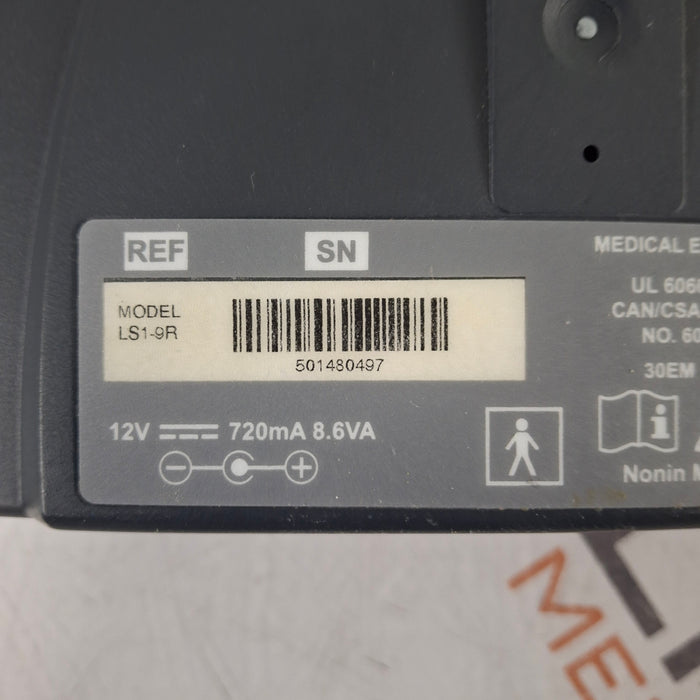 REF SN
MEDICAL E
MODEL
LS1-9R
501480497
UL 606
CAN/CSA
NO. 60
30EM
12V 720mA 8.6VA
Nonin M
ME